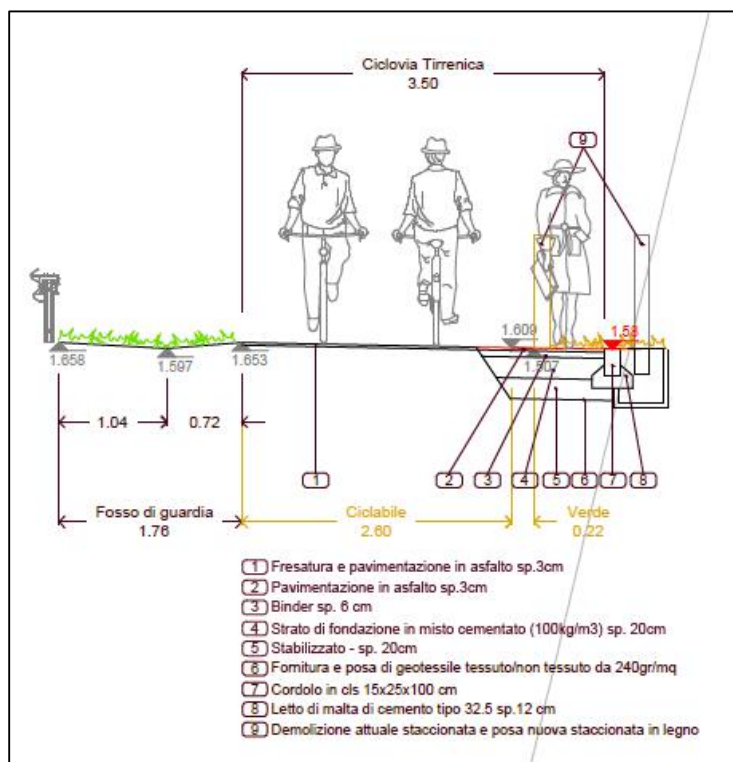 Ciclovia Tirrenica
3.50
9
1.609
1.58
1.658
1.597
1.653
1.507
1.04
0.72
1
2
3
4
5
6
7
8
Fosso di guardia
1.76
Ciclabile
2.60
Verde
0.22
1 Fresatura e pavimentazione in asfalto sp.3cm
2 Pavimentazione in asfalto sp.3cm
3 Binder sp. 6 cm
4 Strato di fondazione in misto cementato (100kg/m3) sp. 20cm
5 Stabilizzato - sp. 20cm
6 Fornitura e posa di geotessile tessuto/non tessuto da 240gr/mq
7 Cordolo in cls 15x25x100 cm
8 Letto di malta di cemento tipo 32.5 sp.12 cm
9 Demolizione attuale staccionata e posa nuova staccionata in legno